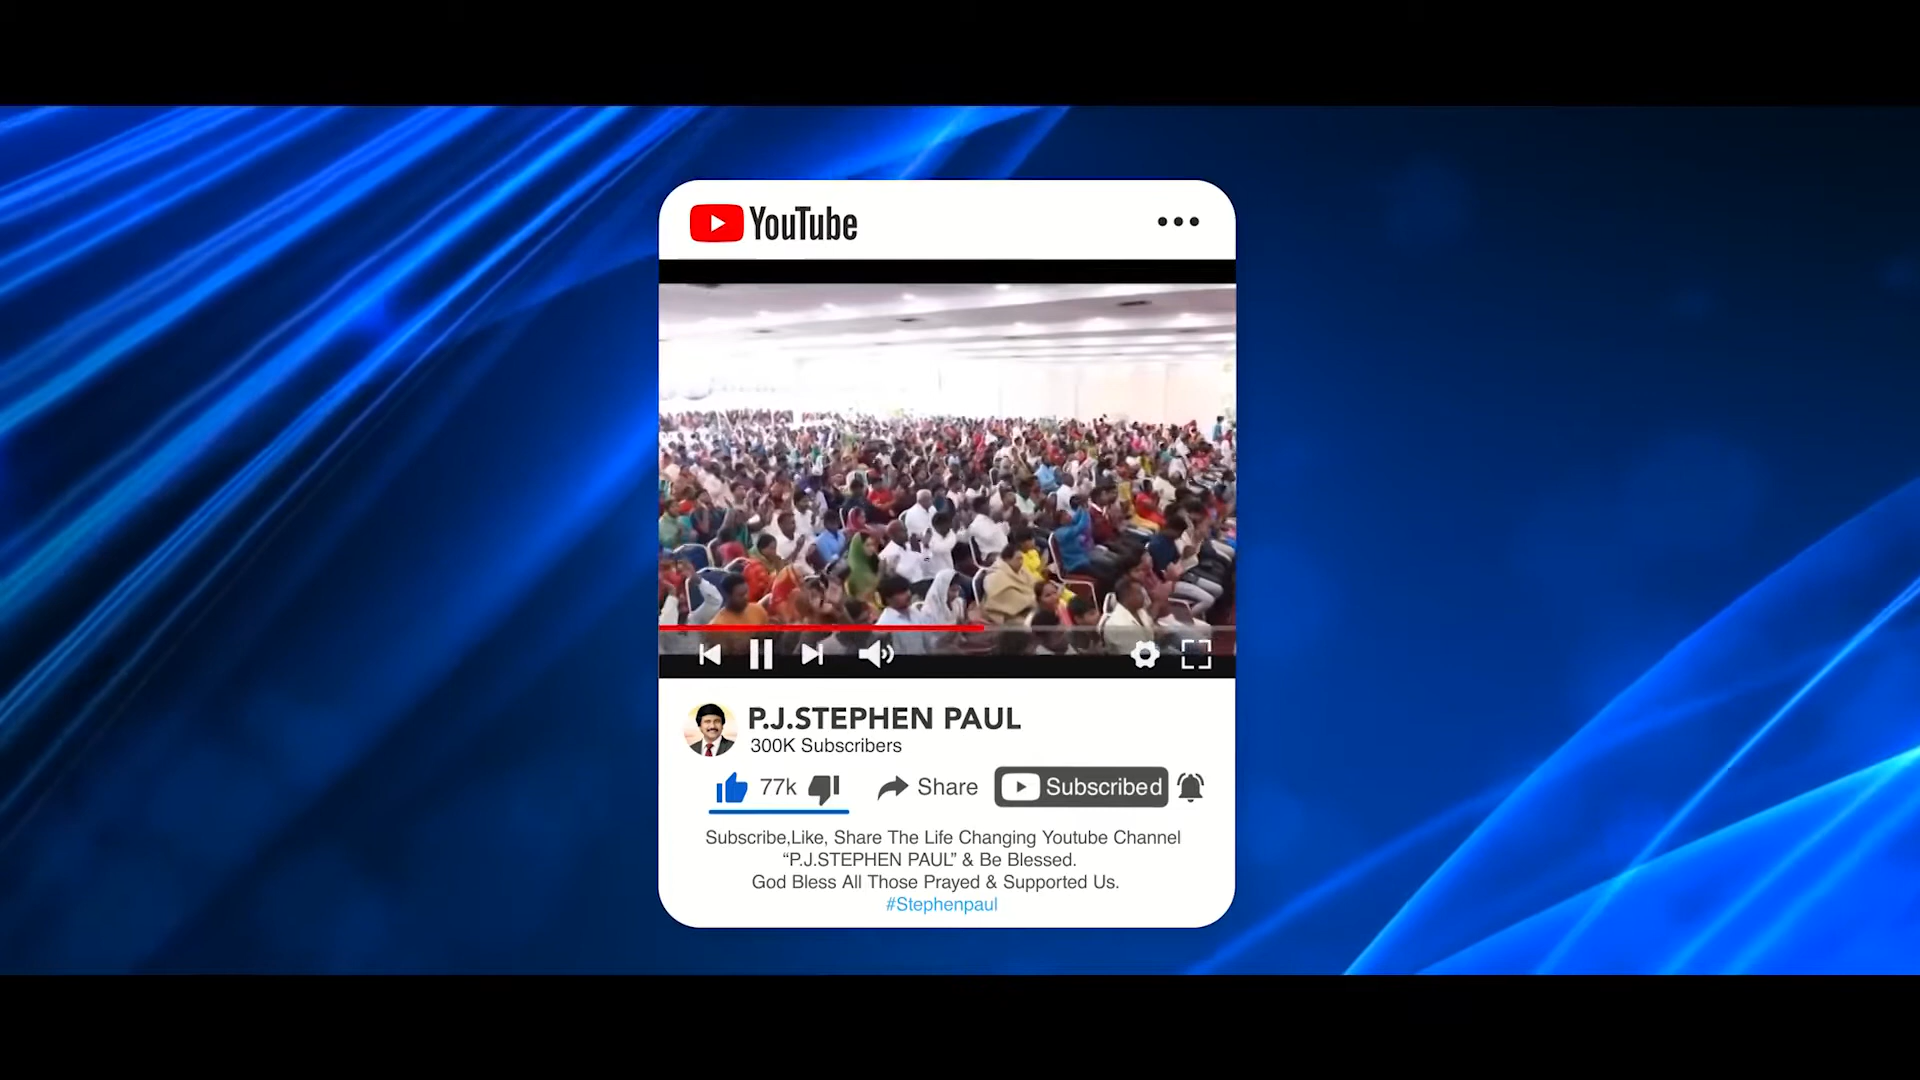 YouTube
P.J.STEPHEN PAUL
300K Subscribers
77k
Share
Subscribed
Subscribe,Like, Share The Life Changing Youtube Channel
“P.J.STEPHEN PAUL” & Be Blessed.
God Bless All Those Prayed & Supported Us.
#Stephenpaul